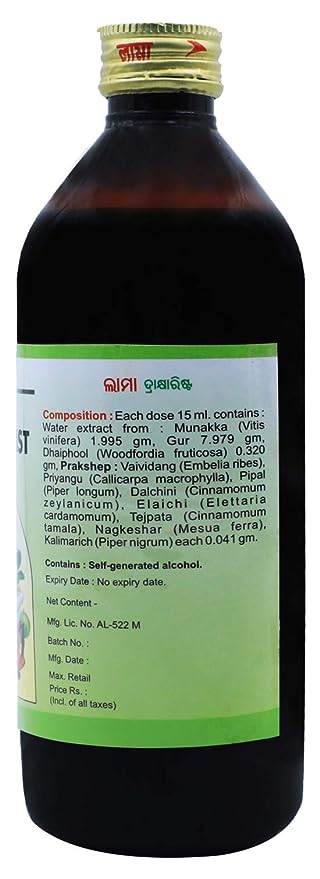 लामा
ଲାମା ଦ୍ରାକ୍ଷାରିଷ୍ଟ
ST
Composition : Each dose 15 ml. contains :
Water extract from : Munakka (Vitis
vinifera) 1.995 gm, Gur 7.979 gm,
Dhaiphool (Woodfordia fruticosa) 0.320
gm, Prakshep : Vaividang (Embelia ribes),
Priyangu (Callicarpa macrophylla), Pipal
(Piper longum), Dalchini (Cinnamomum
zeylanicum), Elaichi (Elettaria
cardamomum), Tejpata (Cinnamomum
tamala), Nagkeshar (Mesua ferra),
Kalimarich (Piper nigrum) each 0.041 gm.
Contains : Self-generated alcohol.
Expiry Date : No expiry date.
Net Content -
Mfg. Lic. No. AL-522 M
Batch No. :
Mfg. Date :
Max. Retail
Price Rs. :
(Incl. of all taxes)